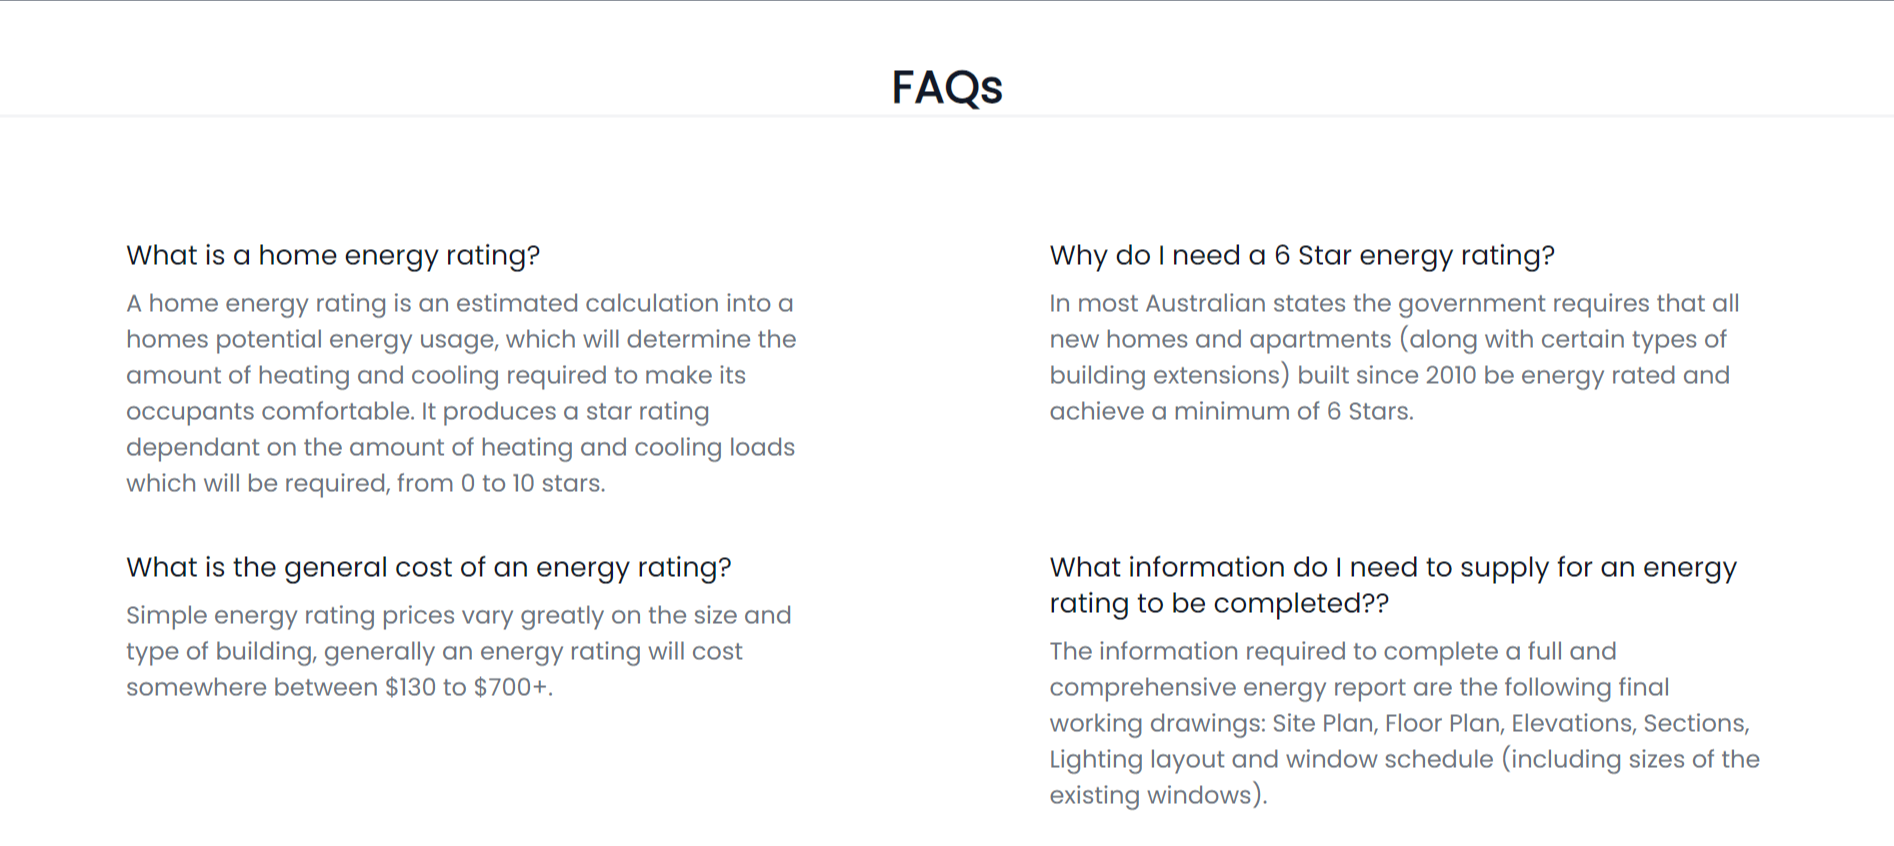 FAQs
What is a home energy rating?
A home energy rating is an estimated calculation into a
homes potential energy usage, which will determine the
amount of heating and cooling required to make its
occupants comfortable. It produces a star rating
dependant on the amount of heating and cooling loads
which will be required, from 0 to 10 stars.
Why do I need a 6 Star energy rating?
In most Australian states the government requires that all
new homes and apartments (along with certain types of
building extensions) built since 2010 be energy rated and
achieve a minimum of 6 Stars.
What is the general cost of an energy rating?
Simple energy rating prices vary greatly on the size and
type of building, generally an energy rating will cost
somewhere between $130 to $700+.
What information do I need to supply for an energy
rating to be completed??
The information required to complete a full and
comprehensive energy report are the following final
working drawings: Site Plan, Floor Plan, Elevations, Sections,
Lighting layout and window schedule (including sizes of the
existing windows).